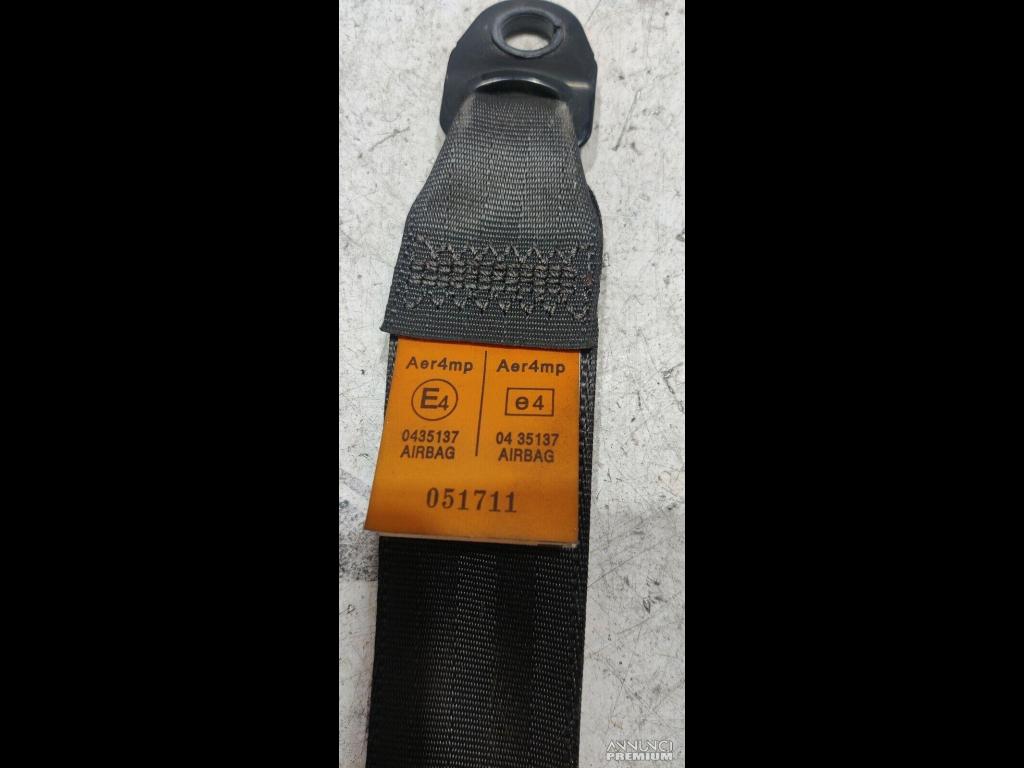 Aer4mp
E4
0435137
AIRBAG
Aer4mp
e4
04 35137
AIRBAG
051711
ANNUNCI
PREMIUM